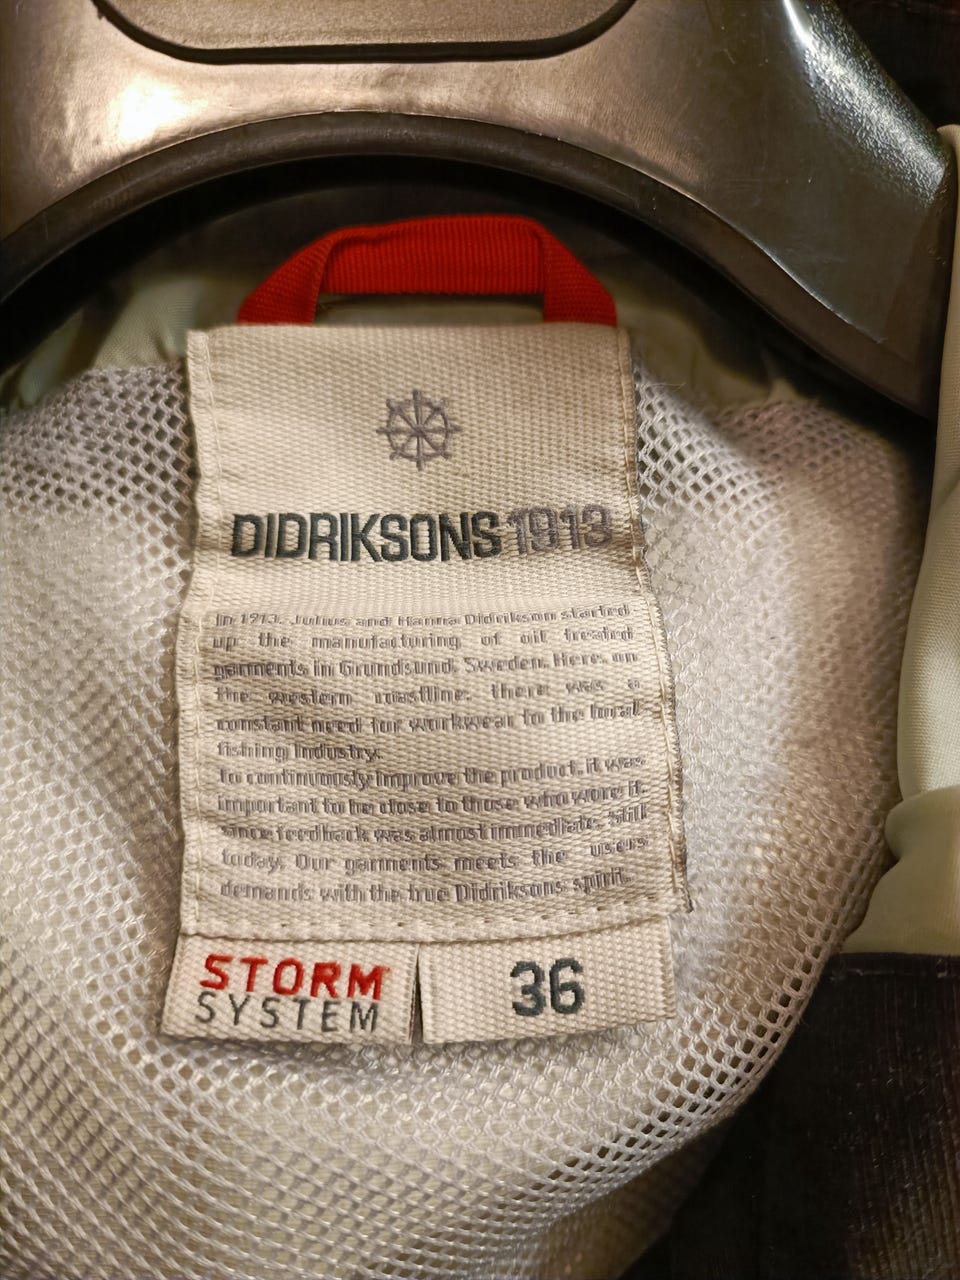 DIDRIKSONS 1913
In 1913, Julius and Hanna Didrikson started
up the manufacturing of oil treated
garments in Grundsund, Sweden. Here, on
the western coastline, there was a
constant need for workwear to the local
fishing industry.
To continuously improve the product, it was
important to be close to those who wore it,
since feedback was almost immediate. Still
today, Our garments meets the users
demands with the true Didriksons spirit.
STORM
SYSTEM
36